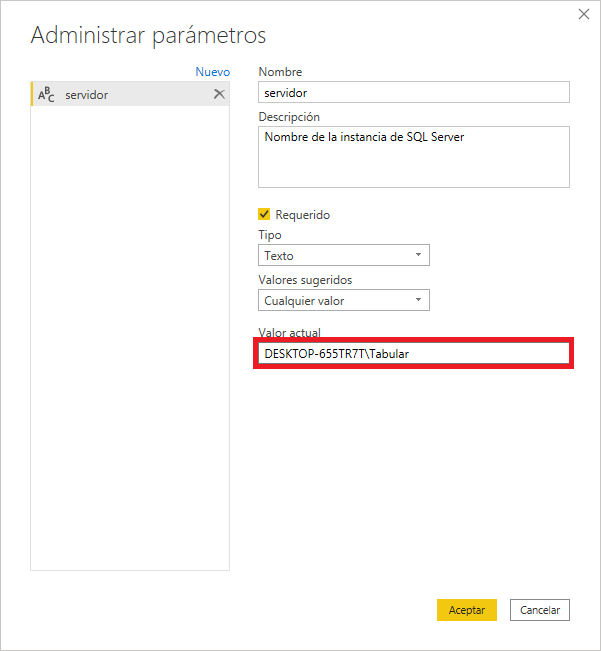 Administrar parámetros
Nuevo
ABC servidor
Nombre
servidor
Descripción
Nombre de la instancia de SQL Server
Requerido
Tipo
Texto
Valores sugeridos
Cualquier valor
Valor actual
DESKTOP-655TR7T\Tabular
Aceptar
Cancelar